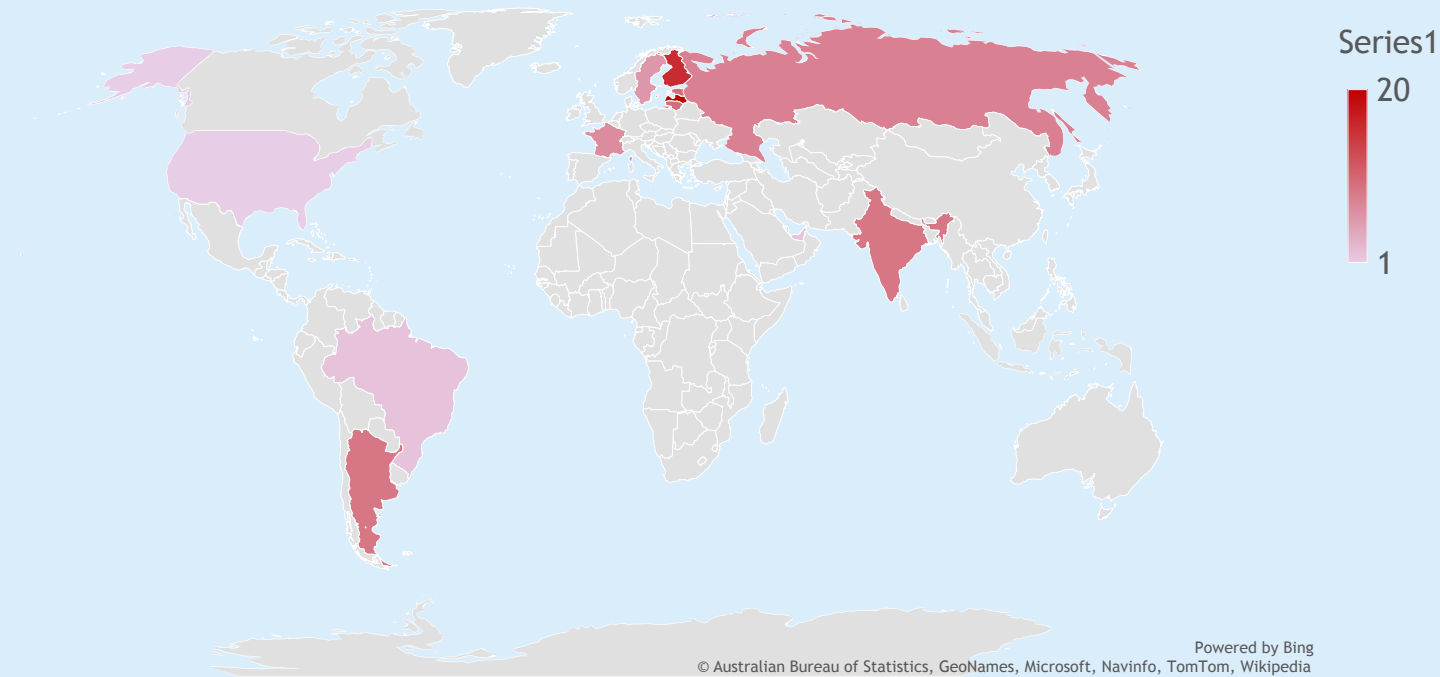 Series1
20
1
Powered by Bing
© Australian Bureau of Statistics, GeoNames, Microsoft, Navinfo, TomTom, Wikipedia